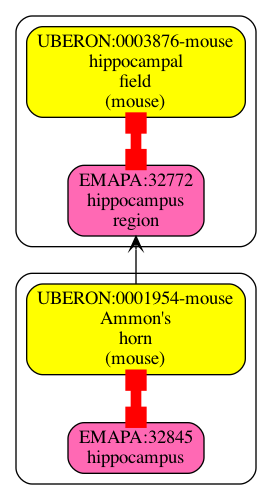 UBERON:0003876-mouse
hippocampal
field
(mouse)
EMAPA:32772
hippocampus
region
UBERON:0001954-mouse
Ammon's
horn
(mouse)
EMAPA:32845
hippocampus